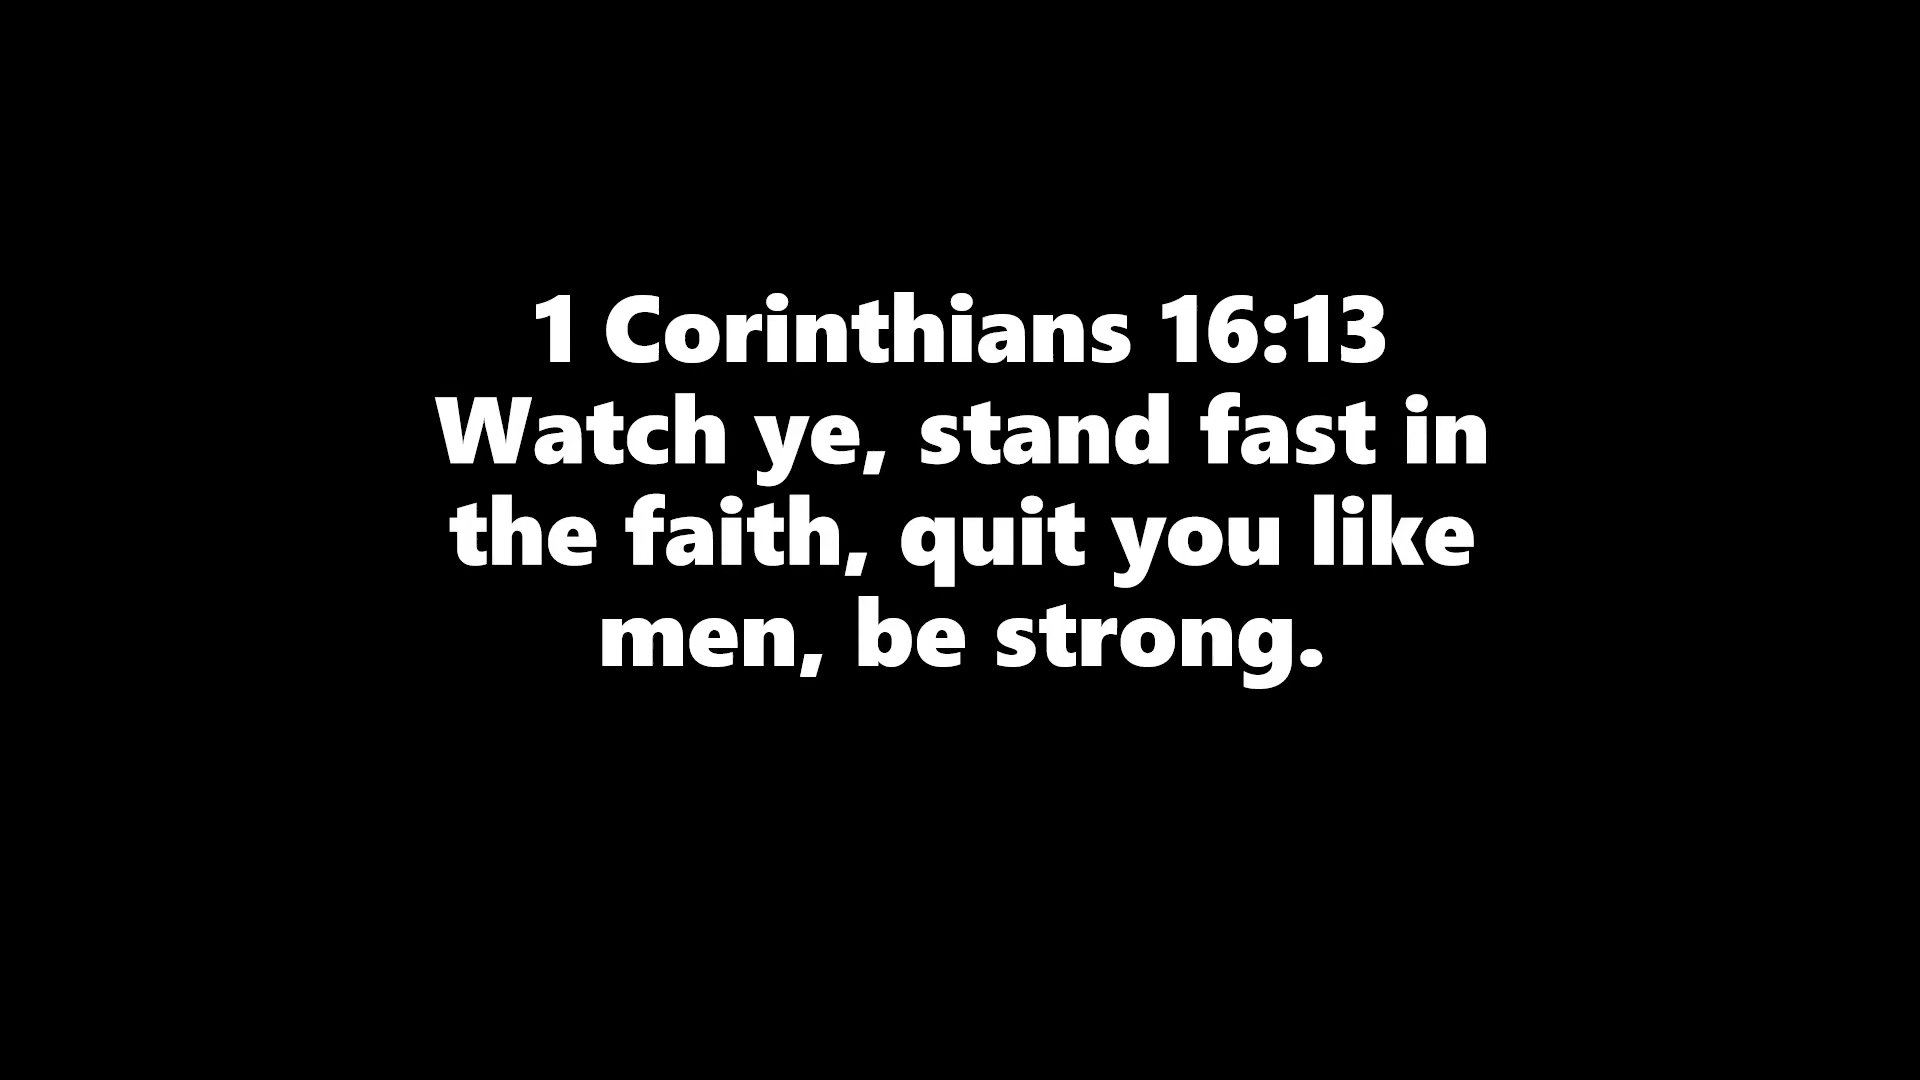 1 Corinthians 16:13
Watch ye, stand fast in
the faith, quit you like
men, be strong.